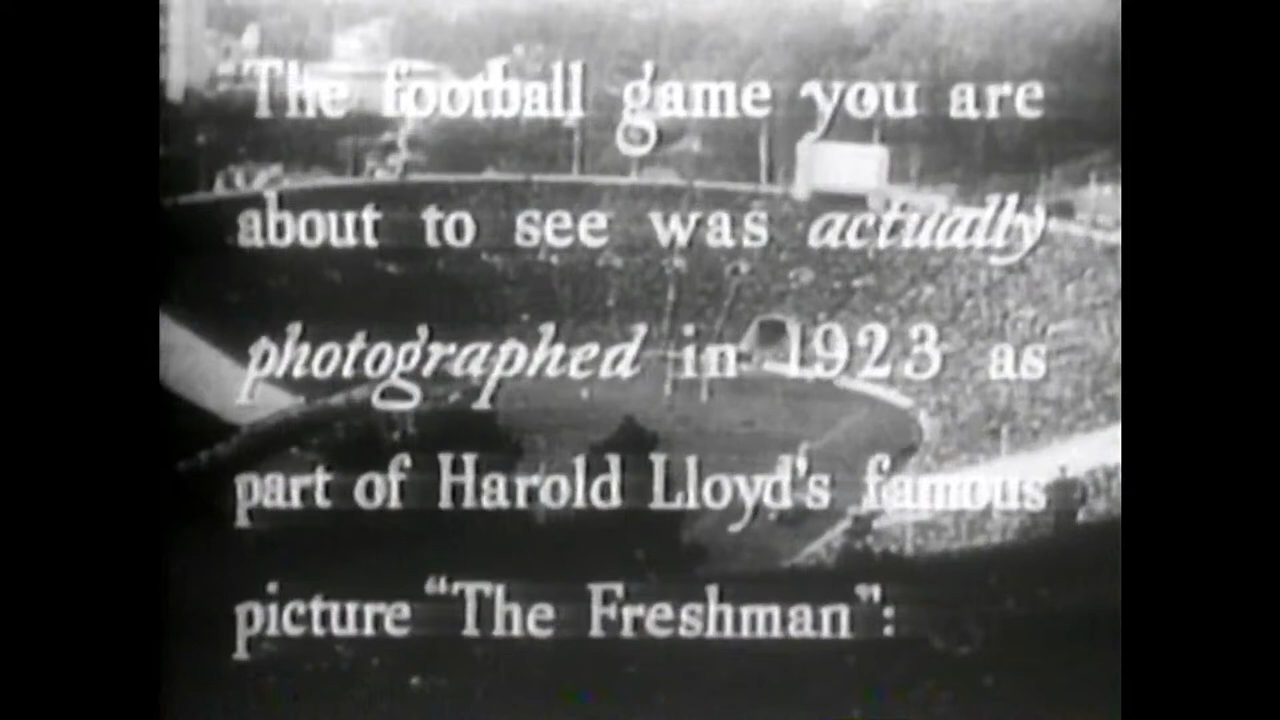 The football game you are
about to see was actually
photographed in 1923 as
part of Harold Lloyd's famous
picture “The Freshman”: